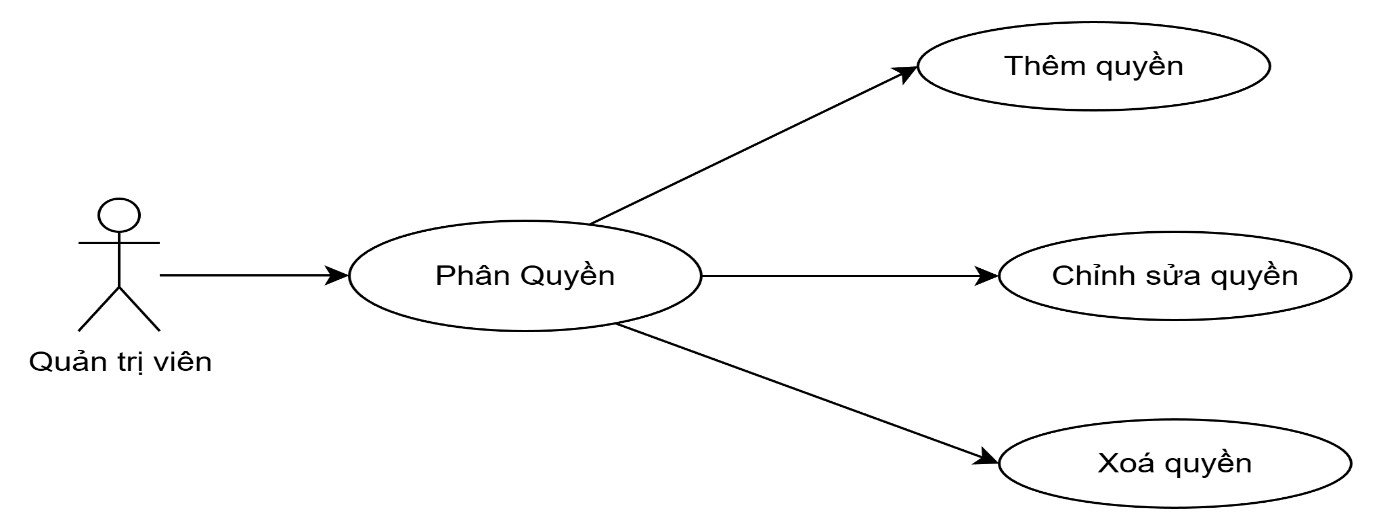 Thêm quyền
Phân Quyền
Chỉnh sửa quyền
Quản trị viên
Xoá quyền